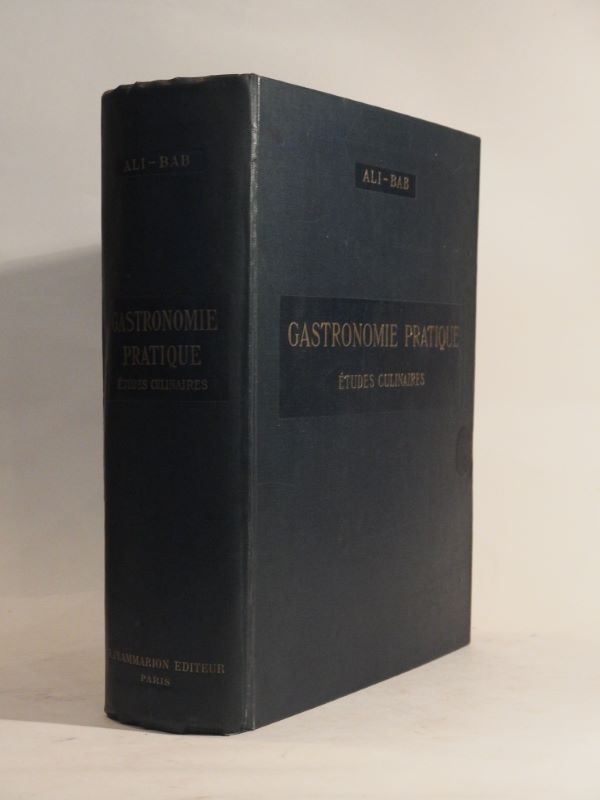 ALI-BAB
GASTRONOMIE
PRATIQUE
ÉTUDES CULINAIRES
FLAMMARION EDITEUR
PARIS
ALI-BAB
GASTRONOMIE PRATIQUE
ÉTUDES CULINAIRES